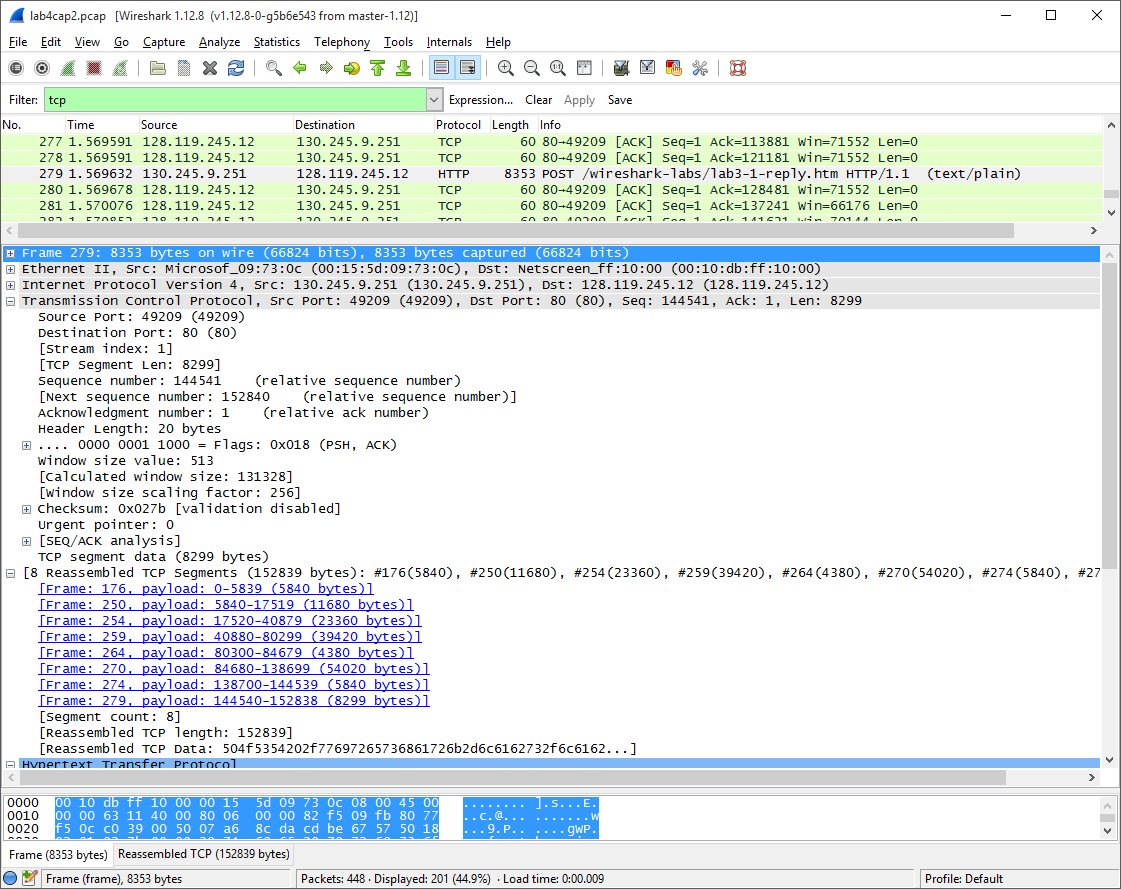 lab4cap2.pcap [Wireshark 1.12.8 (v1.12.8-0-g5b6e543 from master-1.12)]
File Edit View Go Capture Analyze Statistics Telephony Tools Internals Help
Filter: tcp Expression... Clear Apply Save
No. Time Source Destination Protocol Length Info
277 1.569591 128.119.245.12 130.245.9.251 TCP 60 80→49209 [ACK] Seq=1 Ack=113881 Win=71552 Len=0
278 1.569591 128.119.245.12 130.245.9.251 TCP 60 80→49209 [ACK] Seq=1 Ack=121181 Win=71552 Len=0
279 1.569632 130.245.9.251 128.119.245.12 HTTP 8353 POST /wireshark-labs/lab3-1-reply.htm HTTP/1.1 (text/plain)
280 1.569678 128.119.245.12 130.245.9.251 TCP 60 80→49209 [ACK] Seq=1 Ack=128481 Win=71552 Len=0
281 1.570076 128.119.245.12 130.245.9.251 TCP 60 80→49209 [ACK] Seq=1 Ack=137241 Win=66176 Len=0
Frame 279: 8353 bytes on wire (66824 bits), 8353 bytes captured (66824 bits)
Ethernet II, Src: Microsof_09:73:0c (00:15:5d:09:73:0c), Dst: Netscreen_ff:10:00 (00:10:db:ff:10:00)
Internet Protocol Version 4, Src: 130.245.9.251 (130.245.9.251), Dst: 128.119.245.12 (128.119.245.12)
Transmission Control Protocol, Src Port: 49209 (49209), Dst Port: 80 (80), Seq: 144541, Ack: 1, Len: 8299
Source Port: 49209 (49209)
Destination Port: 80 (80)
[Stream index: 1]
[TCP Segment Len: 8299]
Sequence number: 144541 (relative sequence number)
[Next sequence number: 152840 (relative sequence number)]
Acknowledgment number: 1 (relative ack number)
Header Length: 20 bytes
.... 0000 0001 1000 = Flags: 0x018 (PSH, ACK)
Window size value: 513
[Calculated window size: 131328]
[Window size scaling factor: 256]
Checksum: 0x027b [validation disabled]
Urgent pointer: 0
[SEQ/ACK analysis]
TCP segment data (8299 bytes)
[8 Reassembled TCP Segments (152839 bytes): #176(5840), #250(11680), #254(23360), #259(39420), #264(4380), #270(54020), #274(5840), #27
[Frame: 176, payload: 0-5839 (5840 bytes)]
[Frame: 250, payload: 5840-17519 (11680 bytes)]
[Frame: 254, payload: 17520-40879 (23360 bytes)]
[Frame: 259, payload: 40880-80299 (39420 bytes)]
[Frame: 264, payload: 80300-84679 (4380 bytes)]
[Frame: 270, payload: 84680-138699 (54020 bytes)]
[Frame: 274, payload: 138700-144539 (5840 bytes)]
[Frame: 279, payload: 144540-152838 (8299 bytes)]
[Segment count: 8]
[Reassembled TCP length: 152839]
[Reassembled TCP Data: 504f5354202f77697265736861726b2d6c6162732f6c6162...]
Hypertext Transfer Protocol
0000 00 10 db ff 10 00 00 15 5d 09 73 0c 08 00 45 00 ........ ].s...E.
0010 00 00 63 11 40 00 80 06 00 00 82 f5 09 fb 80 77 ..c.@... .......w
0020 f5 0c c0 39 00 50 07 a6 8c da cd be 67 57 50 18 ...9.P.. ....gWP.
Frame (8353 bytes) Reassembled TCP (152839 bytes)
Frame (frame), 8353 bytes Packets: 448 · Displayed: 201 (44.9%) · Load time: 0:00.009 Profile: Default